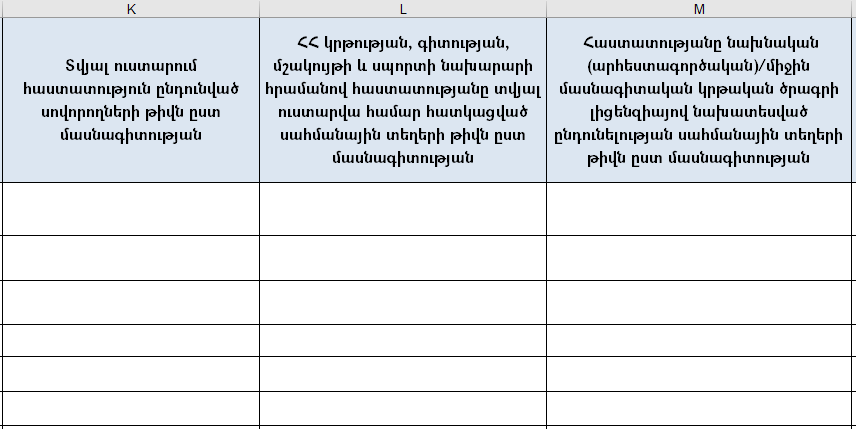 K
L
M
Տվյալ ուստարում
հաստատություն ընդունված
սովորողների թիվն ըստ
մասնագիտության
ՀՀ կրթության, գիտության,
մշակույթի և սպորտի նախարարի
հրամանով հաստատությանը տվյալ
ուստարվա համար հատկացված
սահմանային տեղերի թիվն ըստ
մասնագիտության
Հաստատությանը նախնական
(արհեստագործական)/միջին
մասնագիտական կրթական ծրագրի
լիցենզիայով նախատեսված
ընդունելության սահմանային տեղերի
թիվն ըստ մասնագիտության